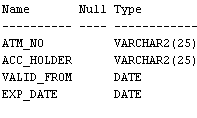 Name       Null Type
---------- ---- ------------
ATM_NO          VARCHAR2(25)
ACC_HOLDER      VARCHAR2(25)
VALID_FROM      DATE
EXP_DATE        DATE